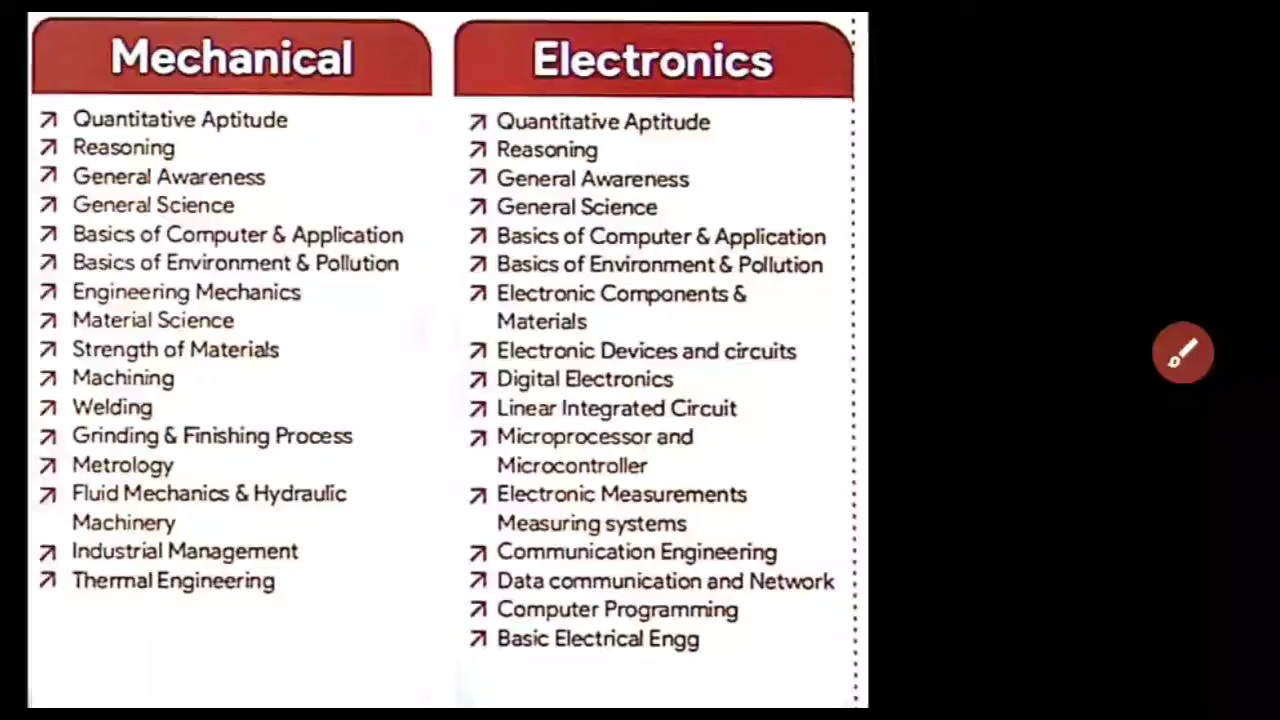 Mechanical
Quantitative Aptitude
Reasoning
General Awareness
General Science
Basics of Computer & Application
Basics of Environment & Pollution
Engineering Mechanics
Material Science
Strength of Materials
Machining
Welding
Grinding & Finishing Process
Metrology
Fluid Mechanics & Hydraulic
Machinery
Industrial Management
Thermal Engineering
Electronics
Quantitative Aptitude
Reasoning
General Awareness
General Science
Basics of Computer & Application
Basics of Environment & Pollution
Electronic Components &
Materials
Electronic Devices and circuits
Digital Electronics
Linear Integrated Circuit
Microprocessor and
Microcontroller
Electronic Measurements
Measuring systems
Communication Engineering
Data communication and Network
Computer Programming
Basic Electrical Engg